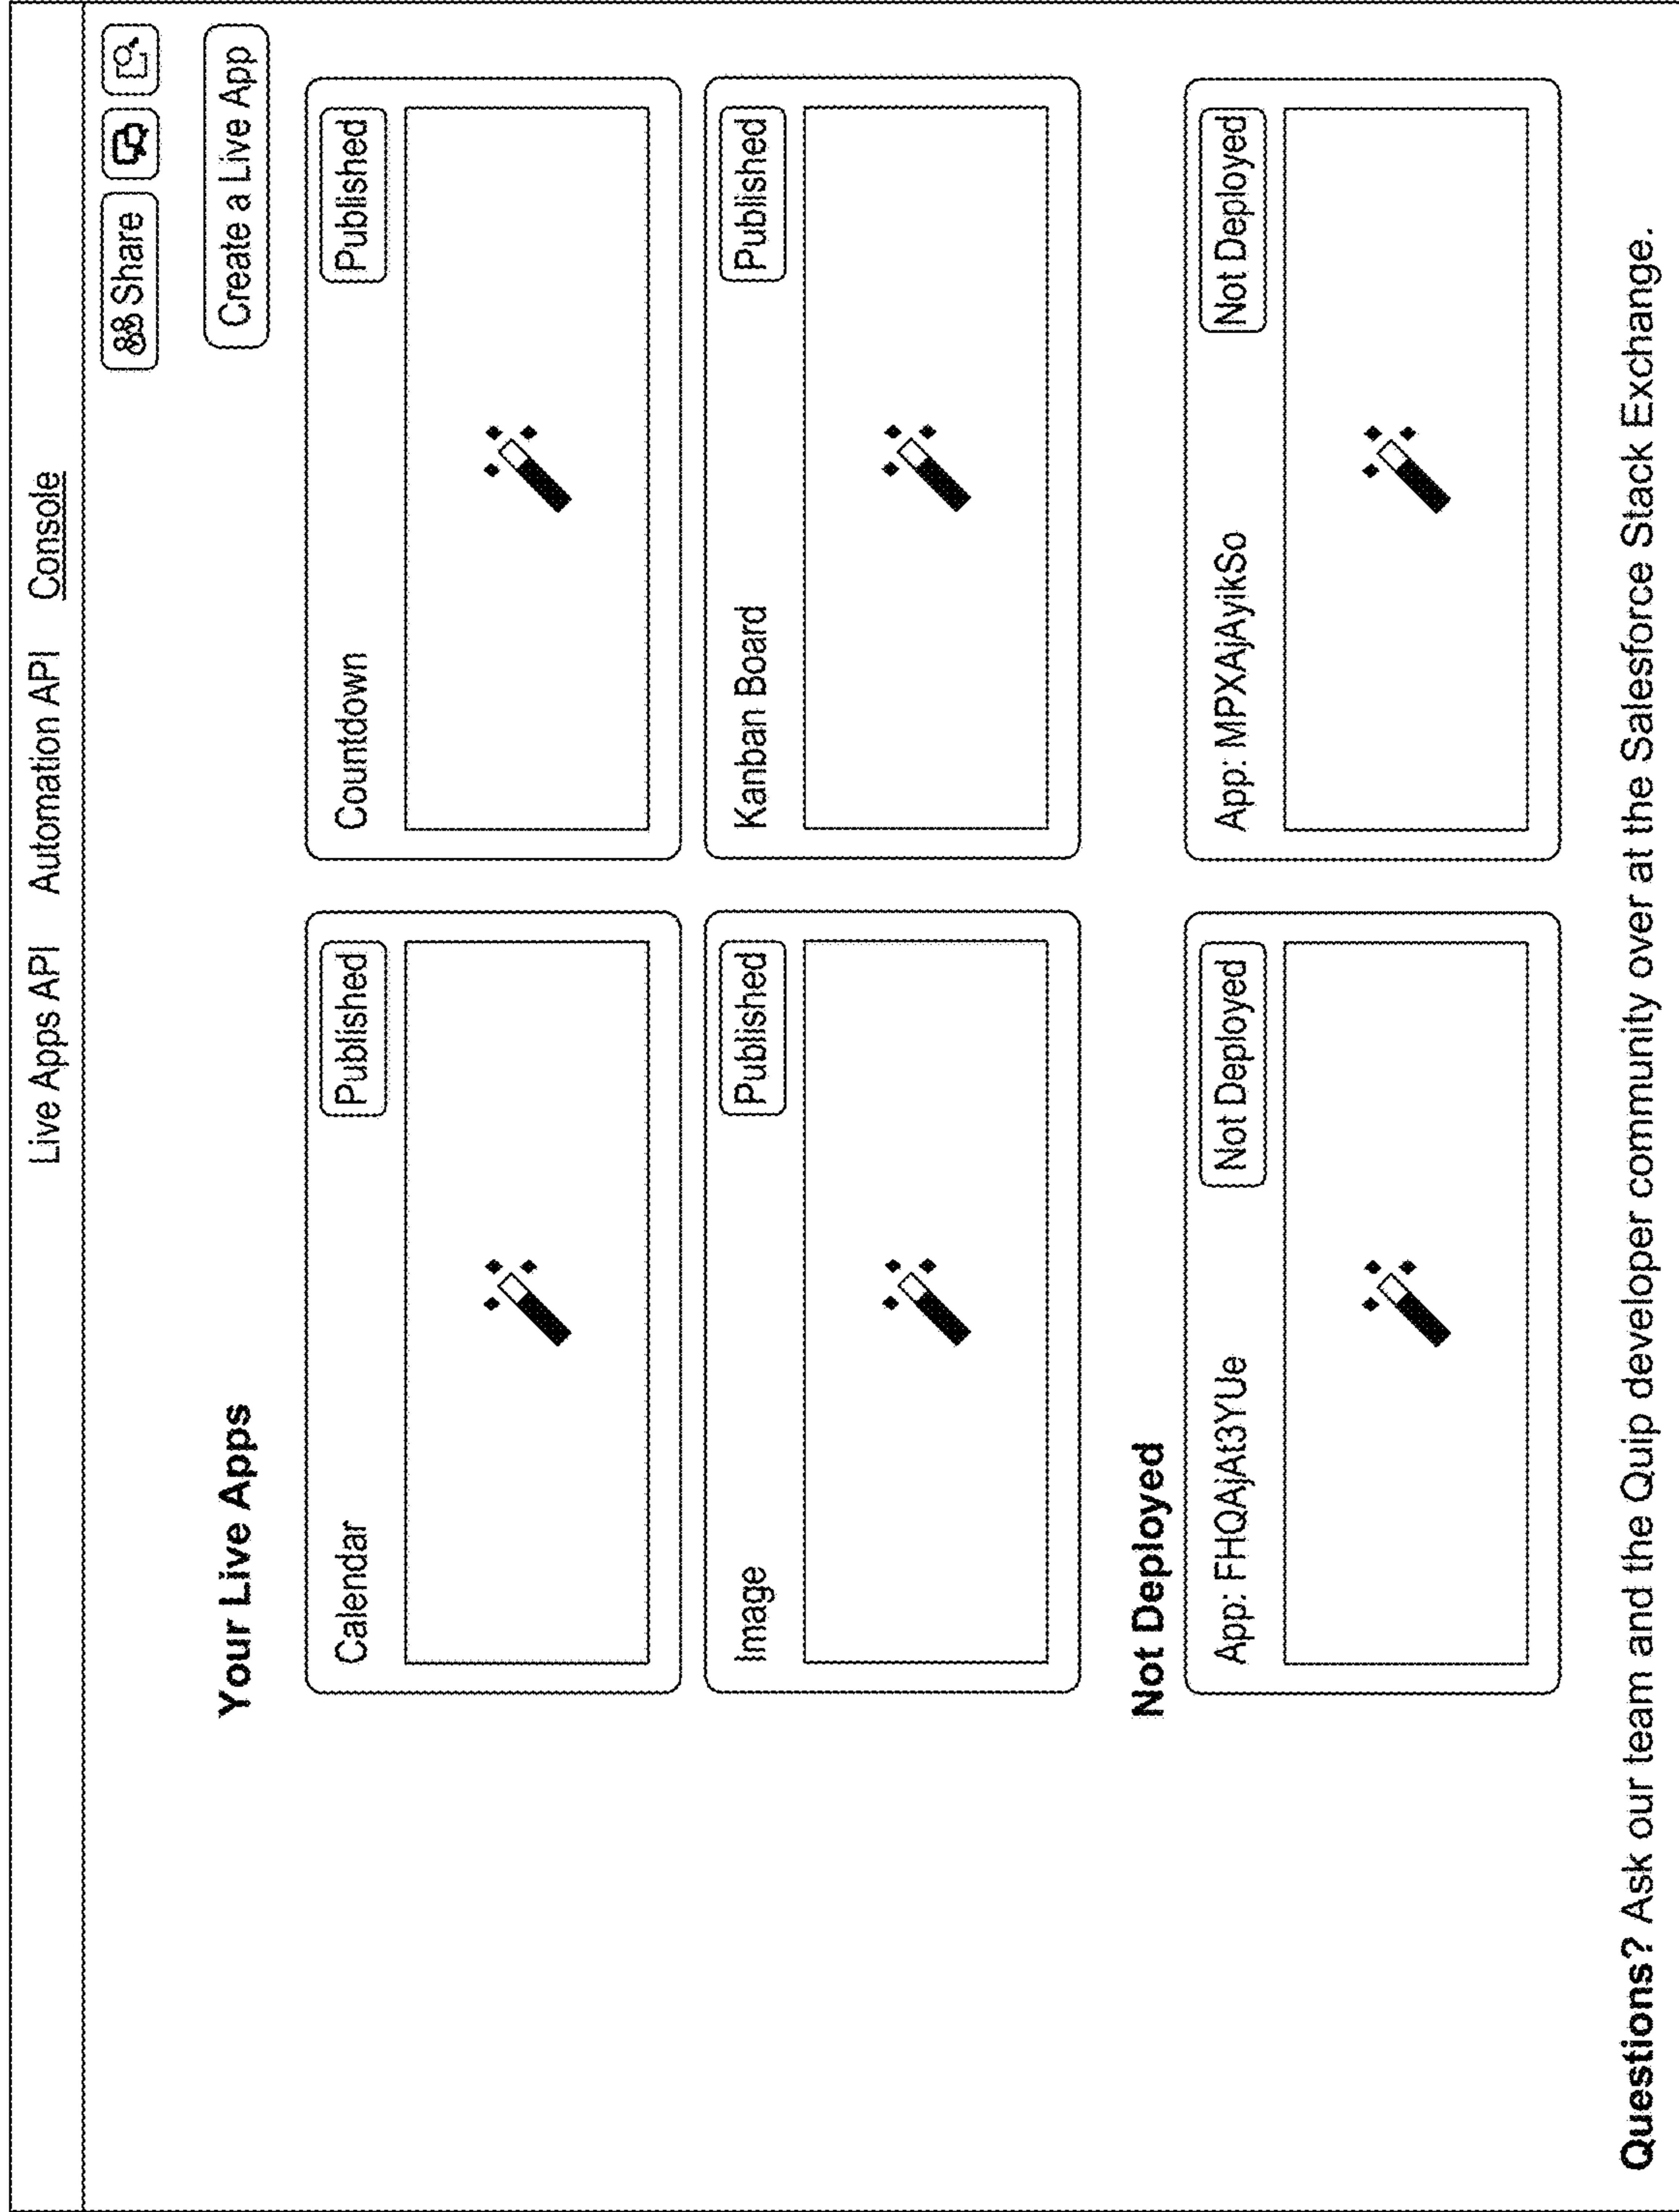 Live Apps API Automation API Console
Share
Your Live Apps Create a Live App
Calendar Published Countdown Published
Image Published Kanban Board Published
Not Deployed
App: FHQAjAt3YUe Not Deployed App: MPXAjAyikSo Not Deployed
Questions? Ask our team and the Quip developer community over at the Salesforce Stack Exchange.